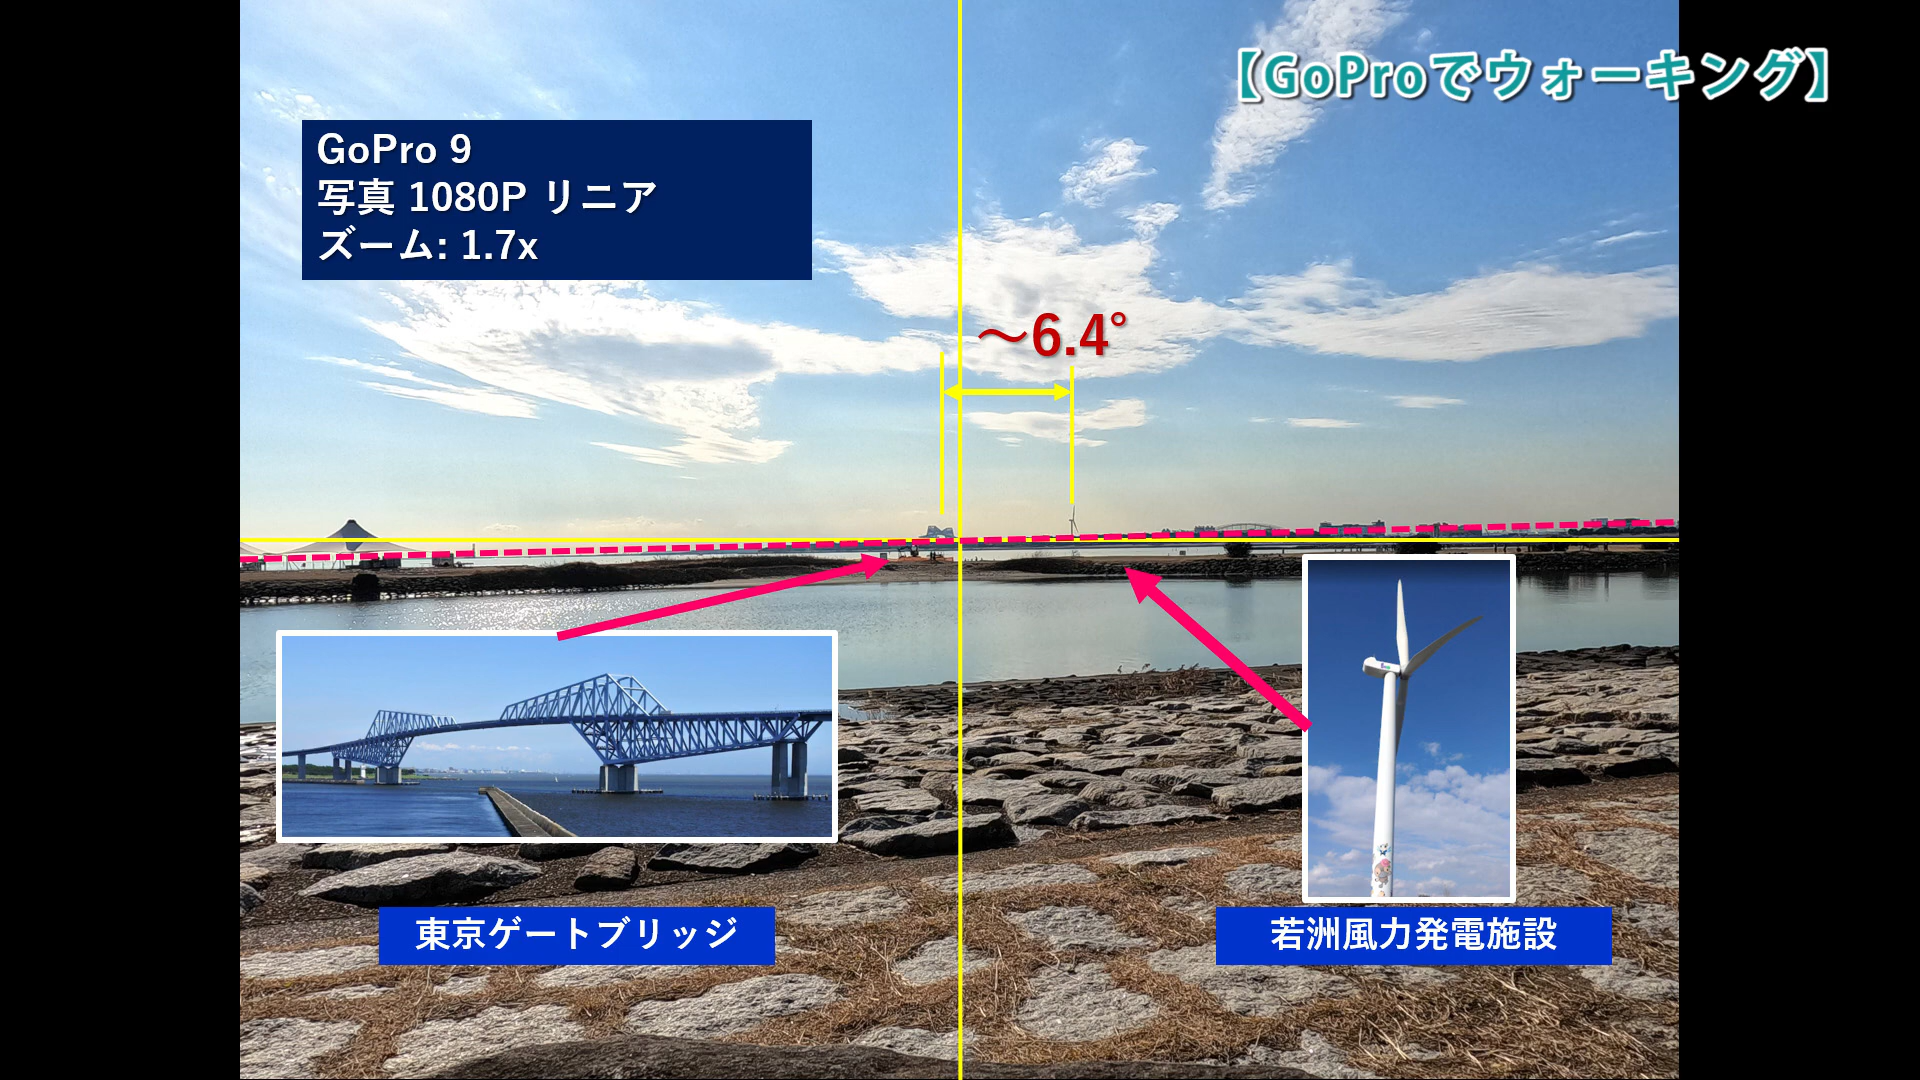 【GoProでウォーキング】
GoPro 9
写真 1080P リニア
ズーム: 1.7x
～6.4°
東京ゲートブリッジ
若洲風力発電施設